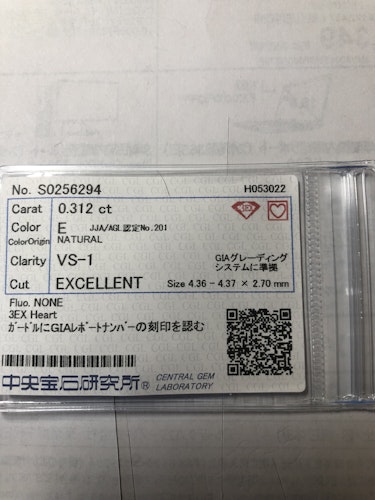 No. S0256294 H053022
Carat 0.312 ct
Color E JJA/AGL認定No.201
ColorOrigin NATURAL
Clarity VS-1 GIAグレーディング
システムに準拠
Cut EXCELLENT Size 4.36 - 4.37 × 2.70 mm
Fluo. NONE
3EX Heart
ガードルにGIAレポートナンバーの刻印を認む
中央宝石研究所® CENTRAL GEM
LABORATORY